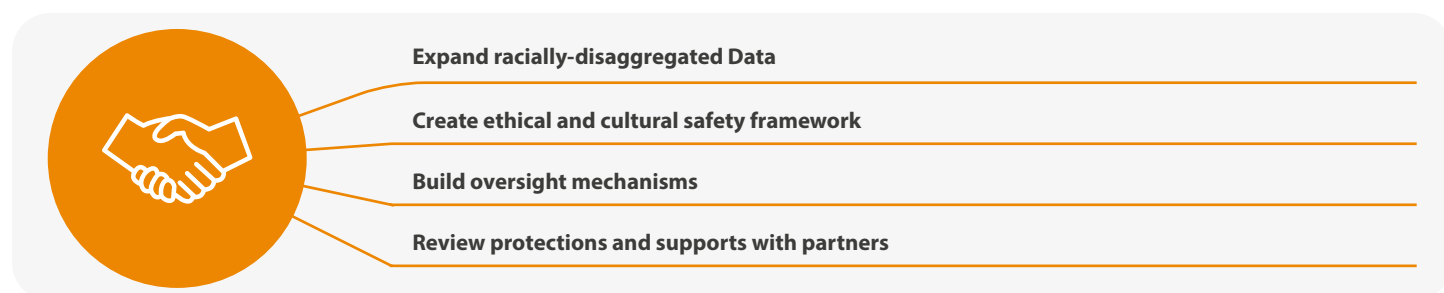 Expand racially-disaggregated Data
Create ethical and cultural safety framework
Build oversight mechanisms
Review protections and supports with partners